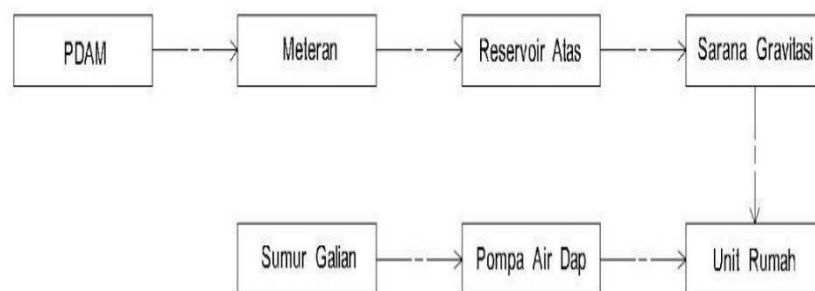 PDAM
Meteran
Reservoir Atas
Sarana Gravitasi
Sumur Galian
Pompa Air Dap
Unit Rumah